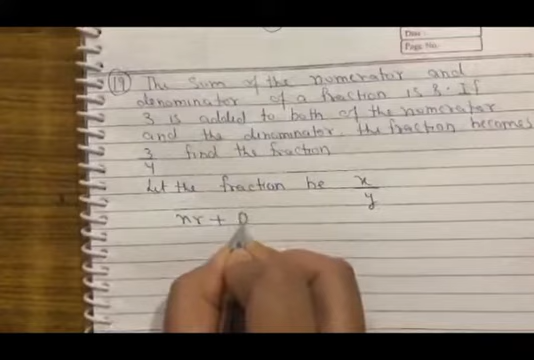 Date
Page No.
19 The sum of the numerator and
denominator of a fraction is 8. If
3 is added to both of the numerator
and the denominator the fraction becomes
3/4 find the fraction
Let the fraction be x/y
nr + D